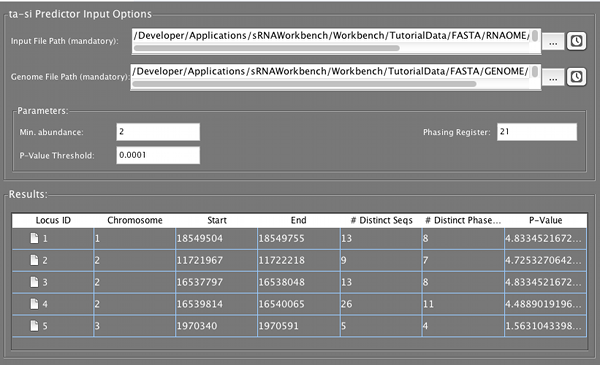 ta-si Predictor Input Options
Input File Path (mandatory): /Developer/Applications/sRNAWorkbench/Workbench/TutorialData/FASTA/RNAOME/ ...
Genome File Path (mandatory): /Developer/Applications/sRNAWorkbench/Workbench/TutorialData/FASTA/GENOME/ ...
Parameters:
Min. abundance: 2 Phasing Register: 21
P-Value Threshold: 0.0001
Results:
Locus ID Chromosome Start End # Distinct Seqs # Distinct Phase... P-Value
1 1 18549504 18549755 13 8 4.8334521672...
2 2 11721967 11722218 9 7 4.7253270642...
3 2 16537797 16538048 13 8 4.8334521672...
4 2 16539814 16540065 26 11 4.4889019196...
5 3 1970340 1970591 5 4 1.5631043398...